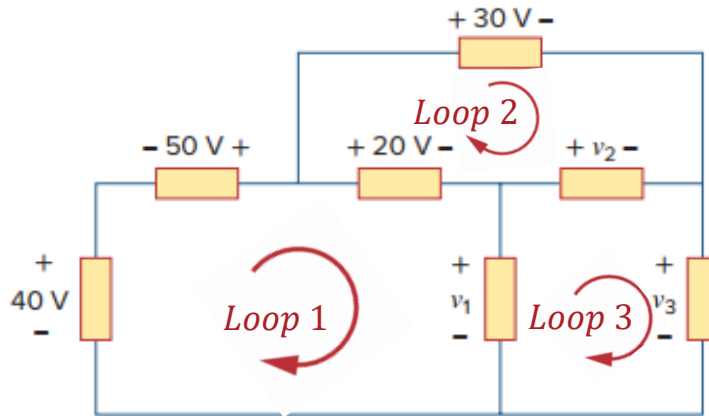 + 30 V –
Loop 2
– 50 V +
+ 20 V –
+ v₂ –
+
40 V
–
Loop 1
+
v₁
–
Loop 3
+
v₃
–